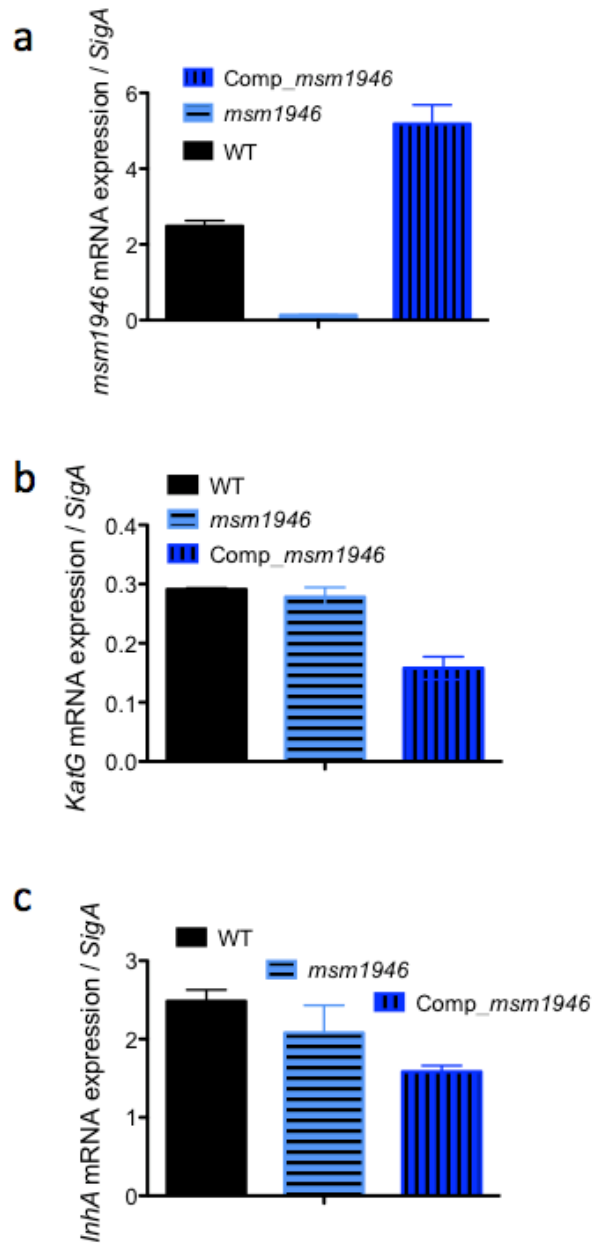 a
msm1946 mRNA expression / SigA
Comp_msm1946
msm1946
WT
6
4
2
0
b
KatG mRNA expression / SigA
WT
msm1946
Comp_msm1946
0.4
0.3
0.2
0.1
0.0
c
InhA mRNA expression / SigA
WT
msm1946
Comp_msm1946
3
2
1
0